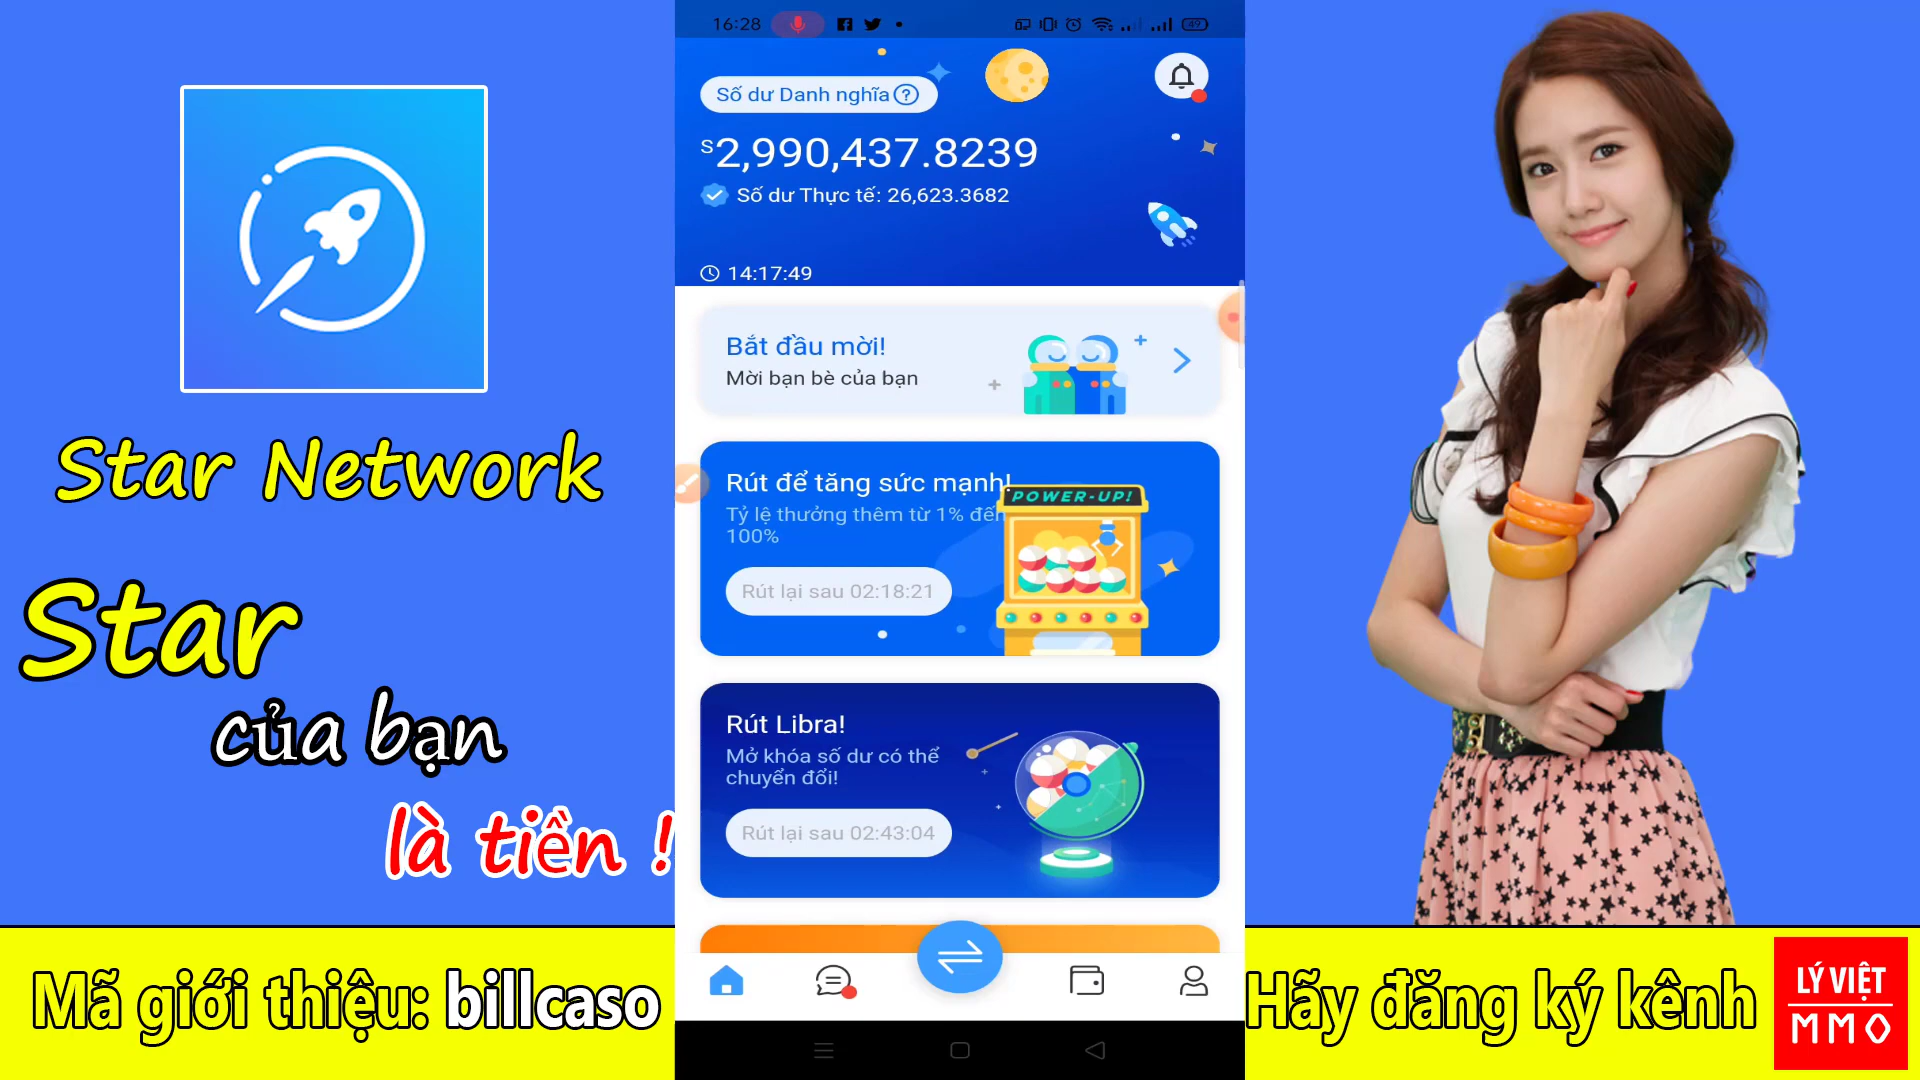 Star Network
Star
của bạn
là tiền !
Mã giới thiệu: billcaso
16:28
49
Số dư Danh nghĩa ?
S2,990,437.8239
Số dư Thực tế: 26,623.3682
14:17:49
Bắt đầu mời!
Mời bạn bè của bạn
Rút để tăng sức mạnh!
Tỷ lệ thưởng thêm từ 1% đến
100%
Rút lại sau 02:18:21
POWER-UP!
Rút Libra!
Mở khóa số dư có thể
chuyển đổi!
Rút lại sau 02:43:04
Hãy đăng ký kênh
LÝ VIỆT
MMO